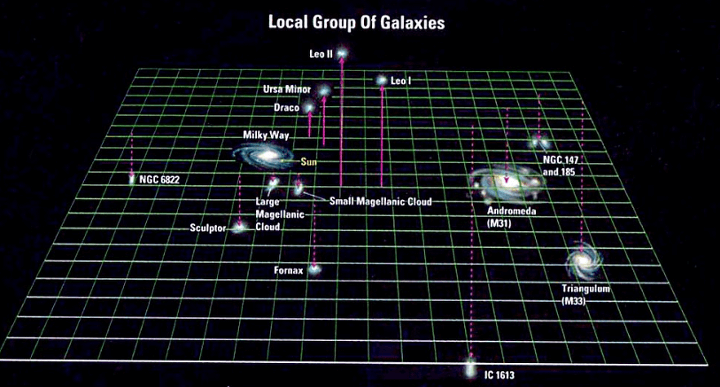 Local Group Of Galaxies
Leo II
Leo I
Ursa Minor
Draco
Milky Way
Sun
NGC 6822
NGC 147
and 185
Large
Magellanic
Cloud
Small Magellanic Cloud
Andromeda
(M31)
Sculptor
Fornax
Triangulum
(M33)
IC 1613